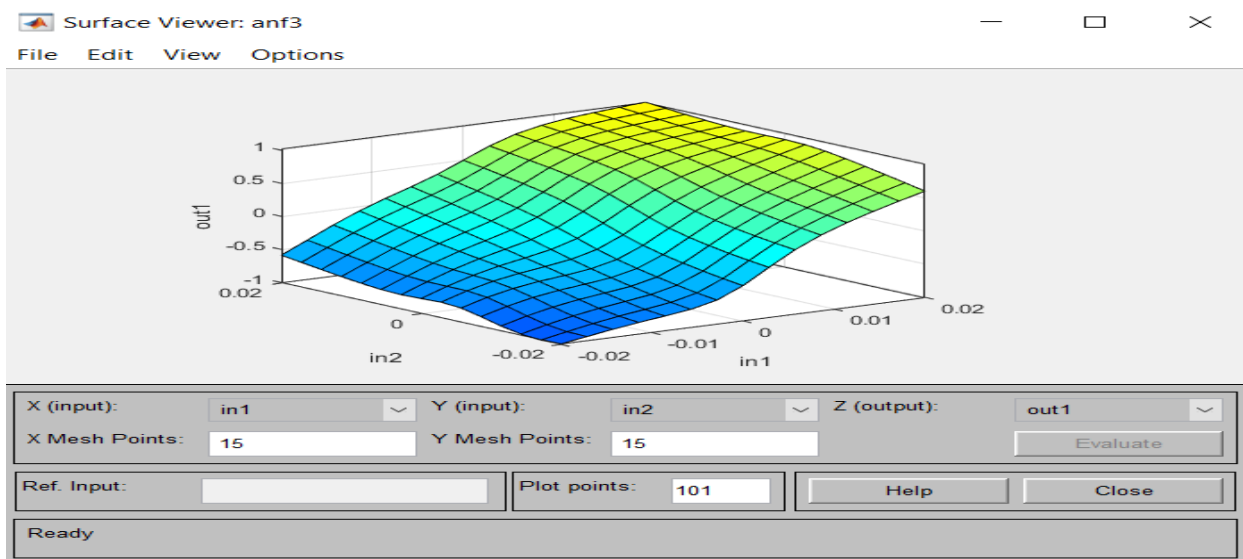 Surface Viewer: anf3
File Edit View Options
1
0.5
0
-0.5
-1
out1
0.02
0
-0.02
in2
-0.02
-0.01
0
0.01
0.02
in1
X (input): in1 Y (input): in2 Z (output): out1
X Mesh Points: 15 Y Mesh Points: 15 Evaluate
Ref. Input: Plot points: 101 Help Close
Ready